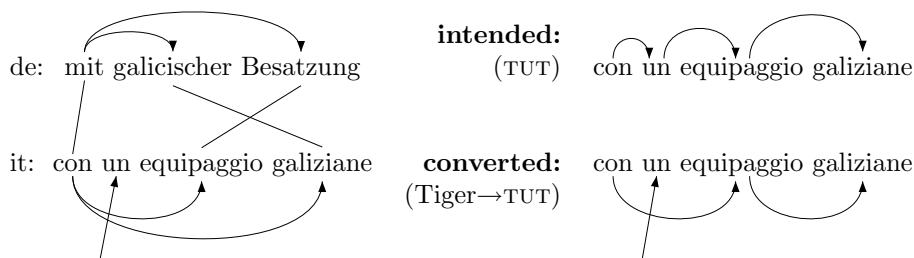 de: mit galicischer Besatzung
it: con un equipaggio galiziane
intended:
(TUT)
con un equipaggio galiziane
converted:
(Tiger→TUT)
con un equipaggio galiziane